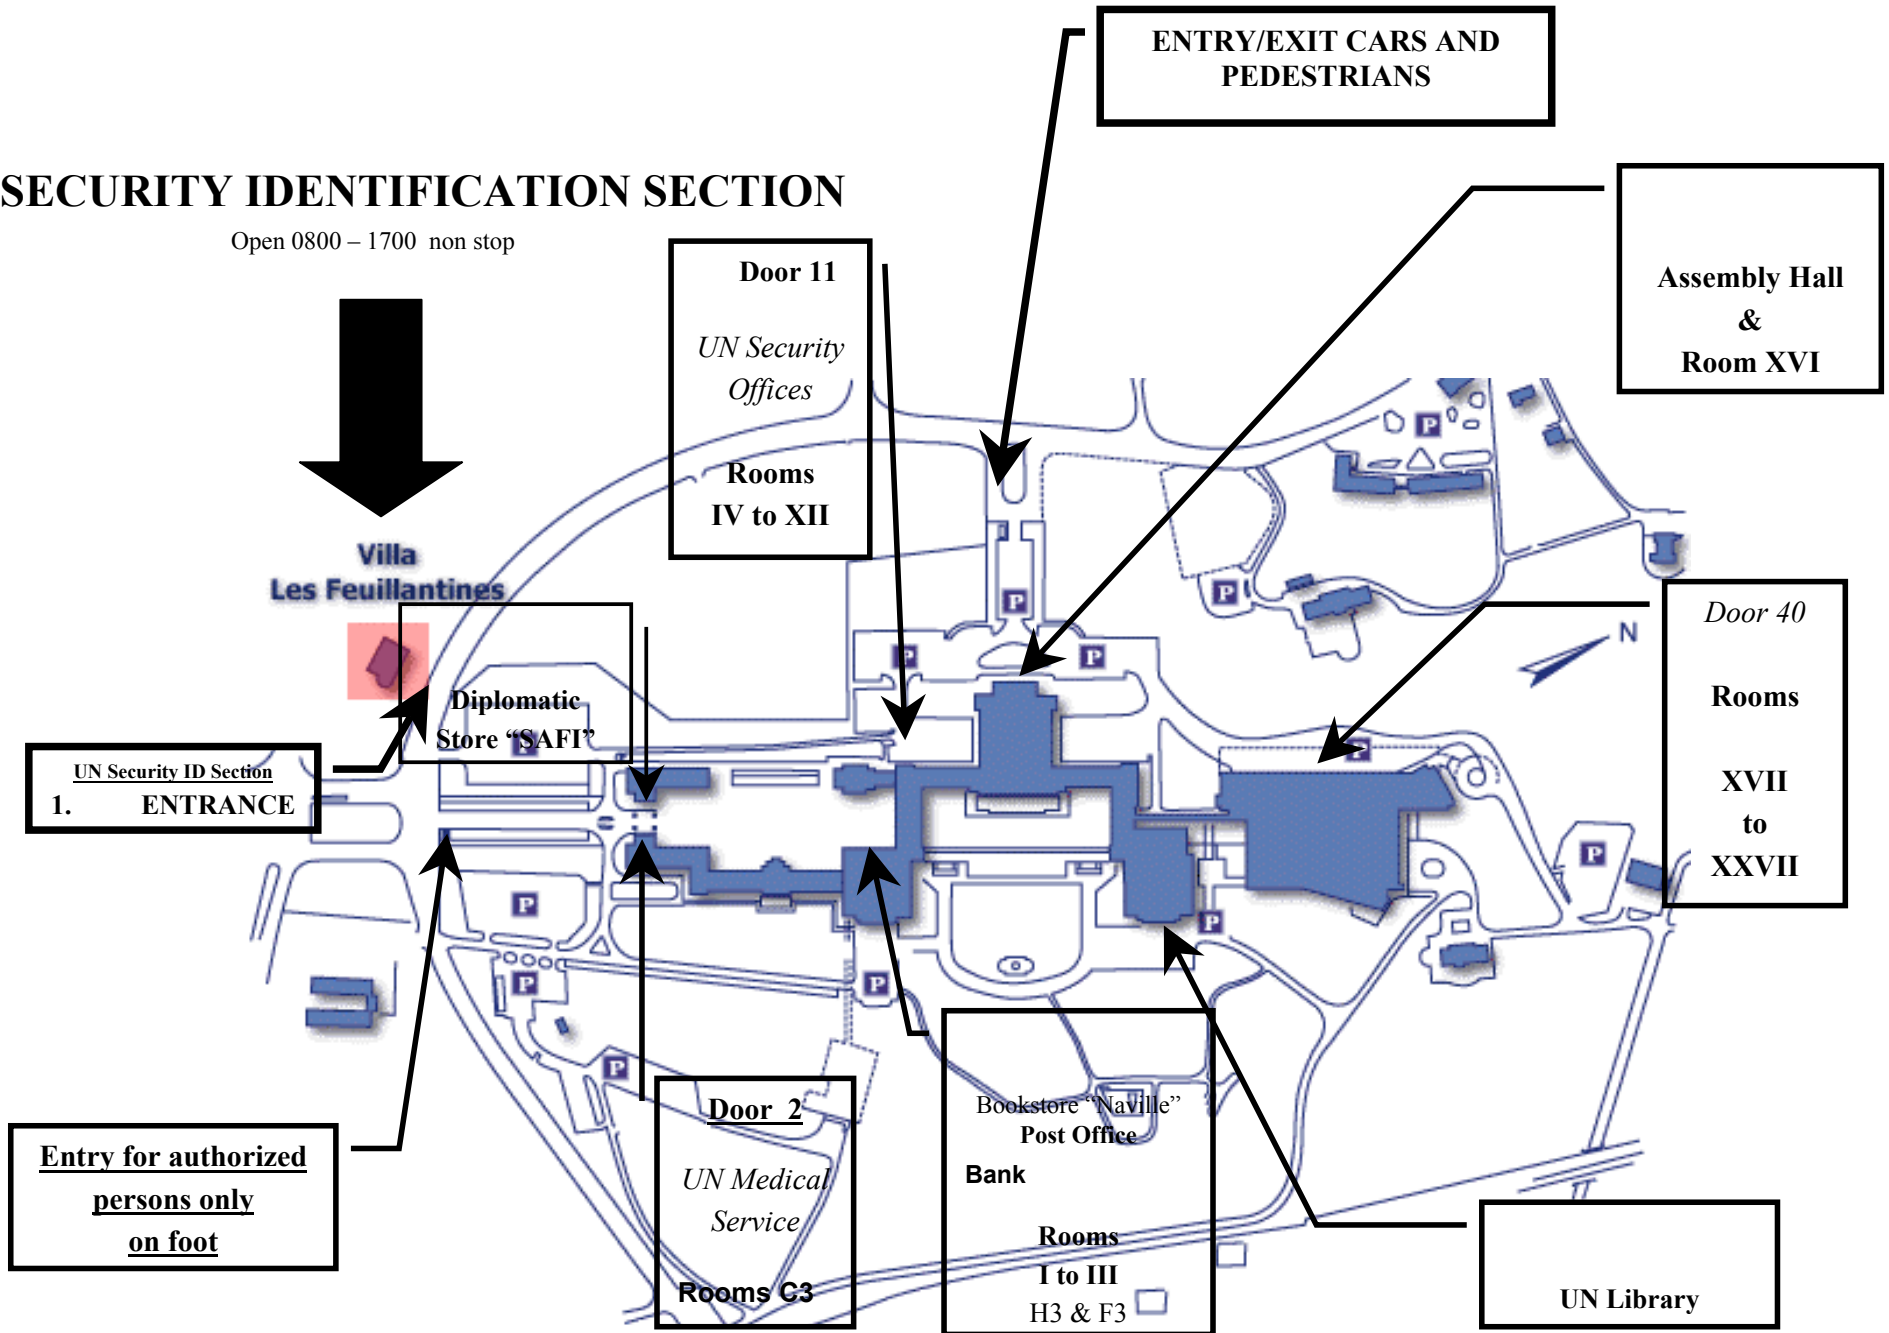 ENTRY/EXIT CARS AND
PEDESTRIANS
SECURITY IDENTIFICATION SECTION
Open 0800 – 1700 non stop
Door 11
UN Security
Offices
Rooms
IV to XII
Assembly Hall
&
Room XVI
Villa
Les Feuillantines
Diplomatic
Store “SAFI”
UN Security ID Section
1. ENTRANCE
Door 40
Rooms
XVII
to
XXVII
N
P
P
P
P
P
P
P
P
P
P
P
P
P
P
Entry for authorized
persons only
on foot
Door 2
UN Medical
Service
Rooms C3
Bookstore “Naville”
Post Office
Bank
Rooms
I to III
H3 & F3
UN Library